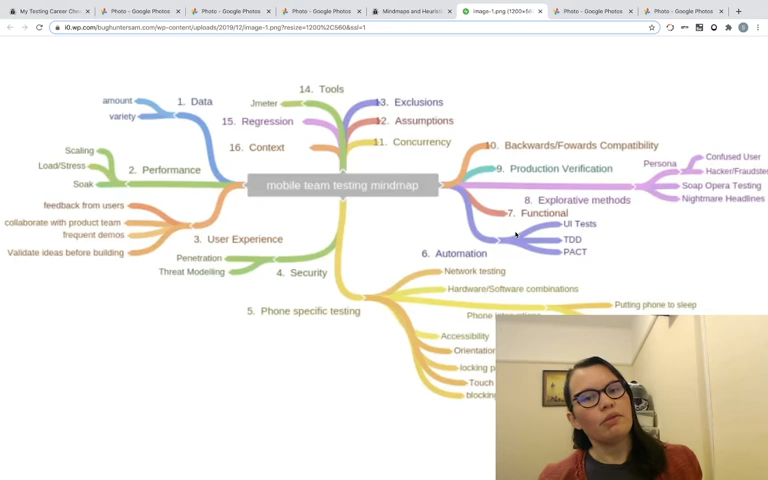 My Testing Career Che
Photo - Google Photos
Photo - Google Photos
Photo - Google Photos
Mindmaps and Heuris
image-1.png (1200×56
Photo - Google Photos
Photo - Google Photos
i0.wp.com/bughuntersam.com/wp-content/uploads/2019/12/image-1.png?resize=1200%2C560&ssl=1
mobile team testing mindmap
1. Data
amount
variety
2. Performance
Scaling
Load/Stress
Soak
3. User Experience
feedback from users
collaborate with product team
frequent demos
Validate ideas before building
4. Security
Penetration
Threat Modelling
5. Phone specific testing
Network testing
Hardware/Software combinations
Putting phone to sleep
Phone
Accessibility
Orientation
locking p
Touch
blocking
6. Automation
UI Tests
TDD
PACT
7. Functional
8. Explorative methods
Persona
Confused User
Hacker/Fraudste
Soap Opera Testing
Nightmare Headlines
9. Production Verification
10. Backwards/Fowards Compatibility
11. Concurrency
12. Assumptions
13. Exclusions
14. Tools
Jmeter
15. Regression
16. Context